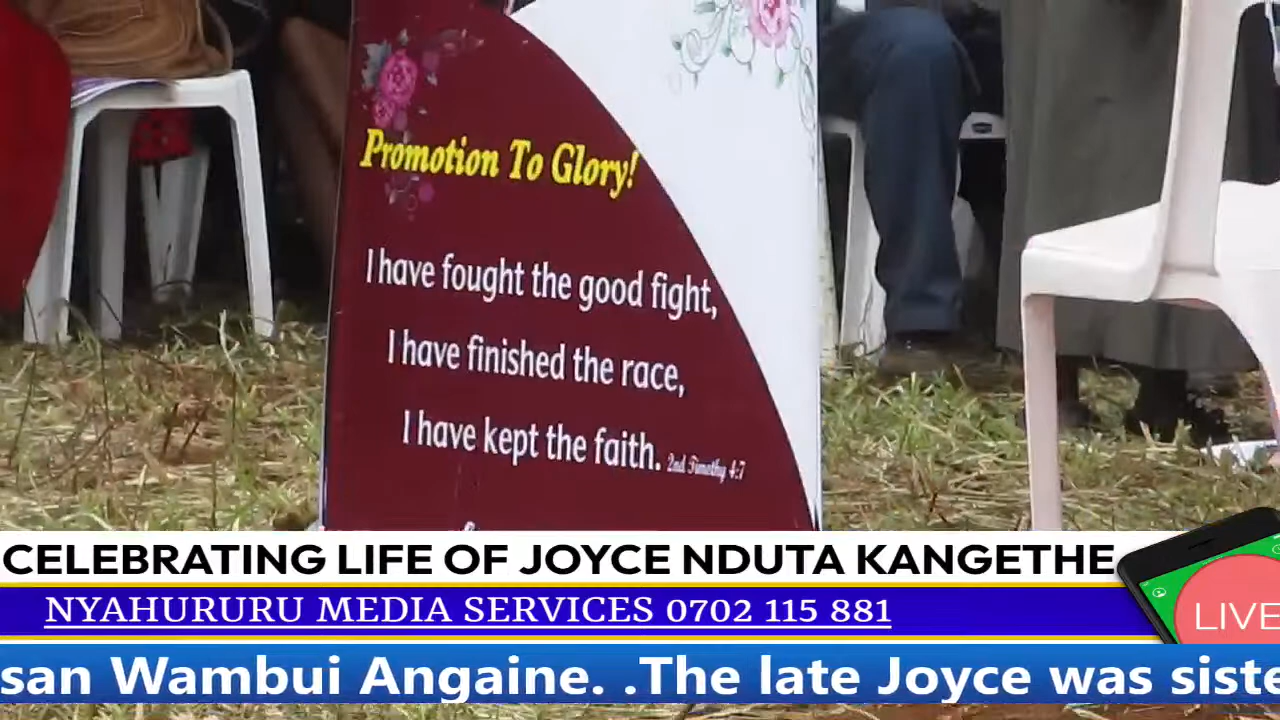 Promotion To Glory!
I have fought the good fight,
I have finished the race,
I have kept the faith. 2nd Timothy 4:7
CELEBRATING LIFE OF JOYCE NDUTA KANGETHE
NYAHURURU MEDIA SERVICES 0702 115 881
LIVE
san Wambui Angaine. .The late Joyce was siste